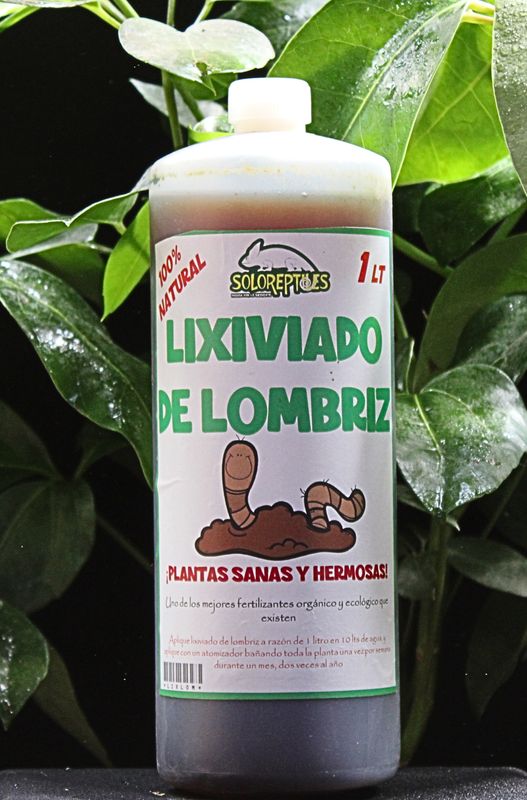 100%
NATURAL
SOLOREPTILES
1 LT
LIXIVIADO
DE LOMBRIZ
¡PLANTAS SANAS Y HERMOSAS!
Uno de los mejores fertilizantes orgánico y ecológico que
existen
Aplique lixiviado de lombriz a razón de 1 litro en 10 lts de agua, y
aplique con un atomizador bañando toda la planta una vez por semana
durante un mes, dos veces al año
*LIXLOM*